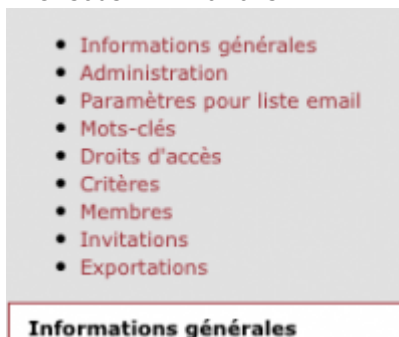 Informations générales
Administration
Paramètres pour liste email
Mots-clés
Droits d'accès
Critères
Membres
Invitations
Exportations
Informations générales